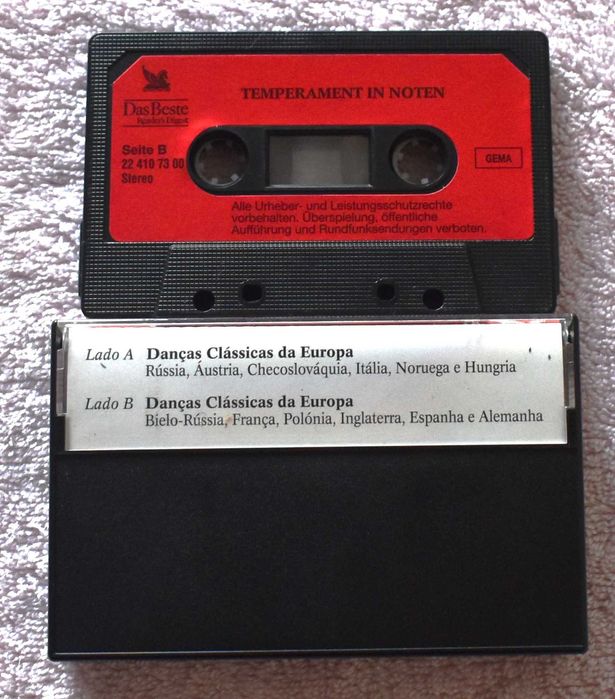 TEMPERAMENT IN NOTEN
Das Beste
Reader's Digest
Seite B
22 410 73 00
Stereo
GEMA
Alle Urheber- und Leistungsschutzrechte
vorbehalten. Überspielung, öffentliche
Aufführung und Rundfunksendungen verboten.
Lado A Danças Clássicas da Europa
Rússia, Áustria, Checoslováquia, Itália, Noruega e Hungria
Lado B Danças Clássicas da Europa
Bielo-Rússia, França, Polónia, Inglaterra, Espanha e Alemanha